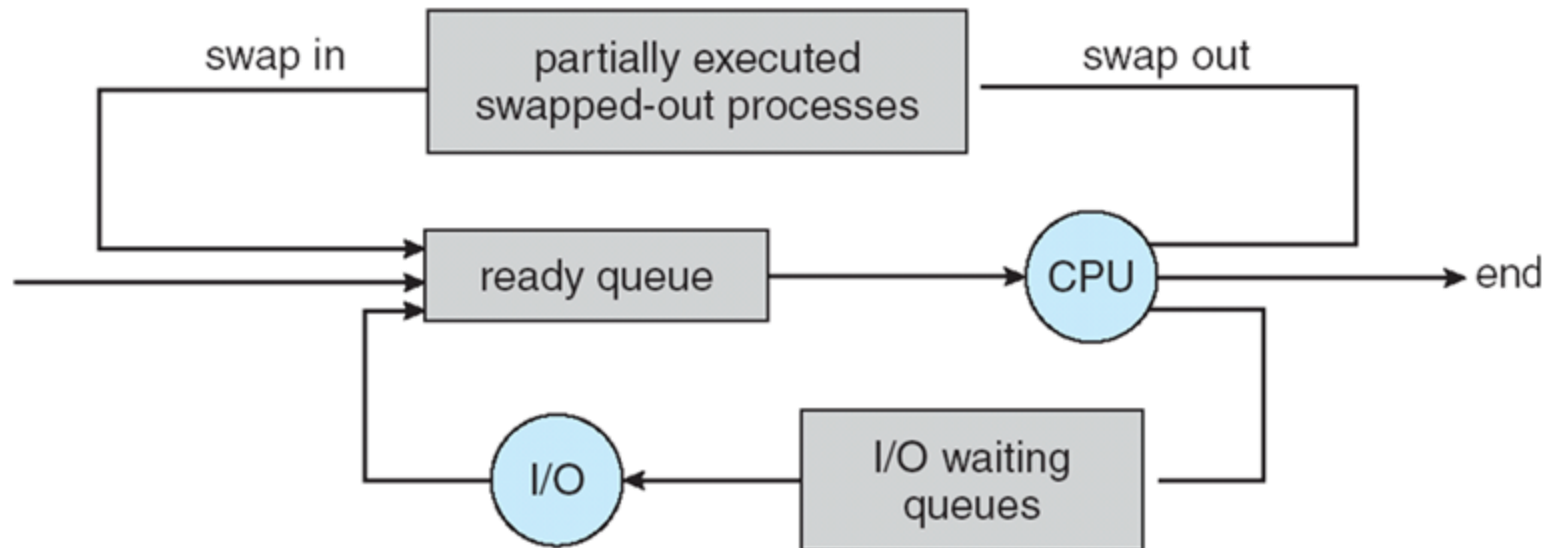 swap in
partially executed
swapped-out processes
swap out
ready queue
CPU
end
I/O
I/O waiting
queues